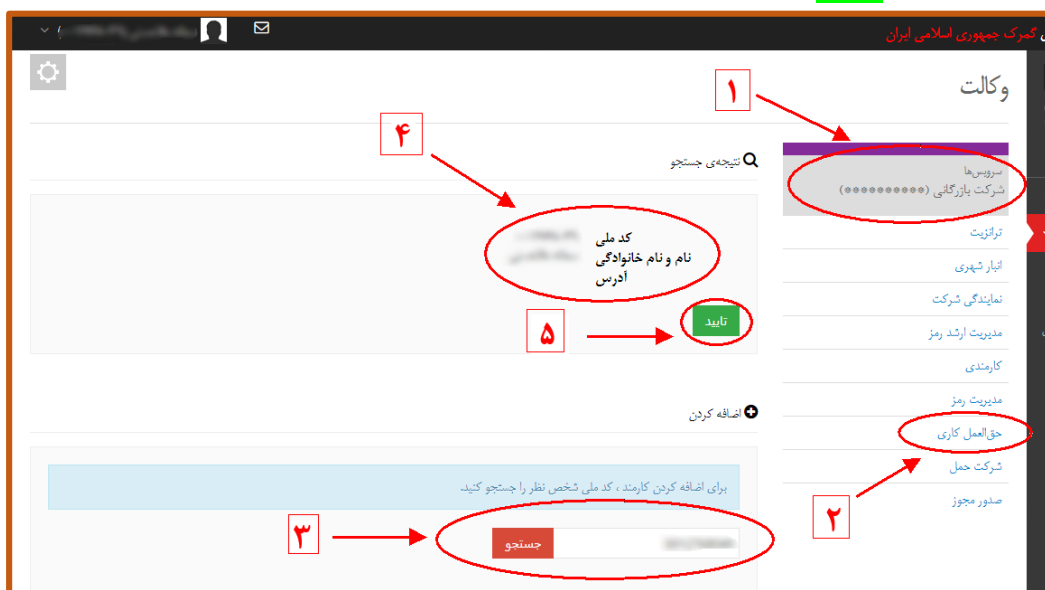 گمرک جمهوری اسلامی ایران
وکالت
۱
سرویس‌ها
شرکت بازرگانی (**********)
ترانزیت
انبار شهری
نمایندگی شرکت
مدیریت ارشد رمز
کارمندی
مدیریت رمز
حق‌العمل کاری
شرکت حمل
صدور مجوز
۲
نتیجه‌ی جستجو
۴
کد ملی
نام و نام خانوادگی
آدرس
تایید
۵
اضافه کردن
برای اضافه کردن کارمند ، کد ملی شخص نظر را جستجو کنید.
جستجو
۳